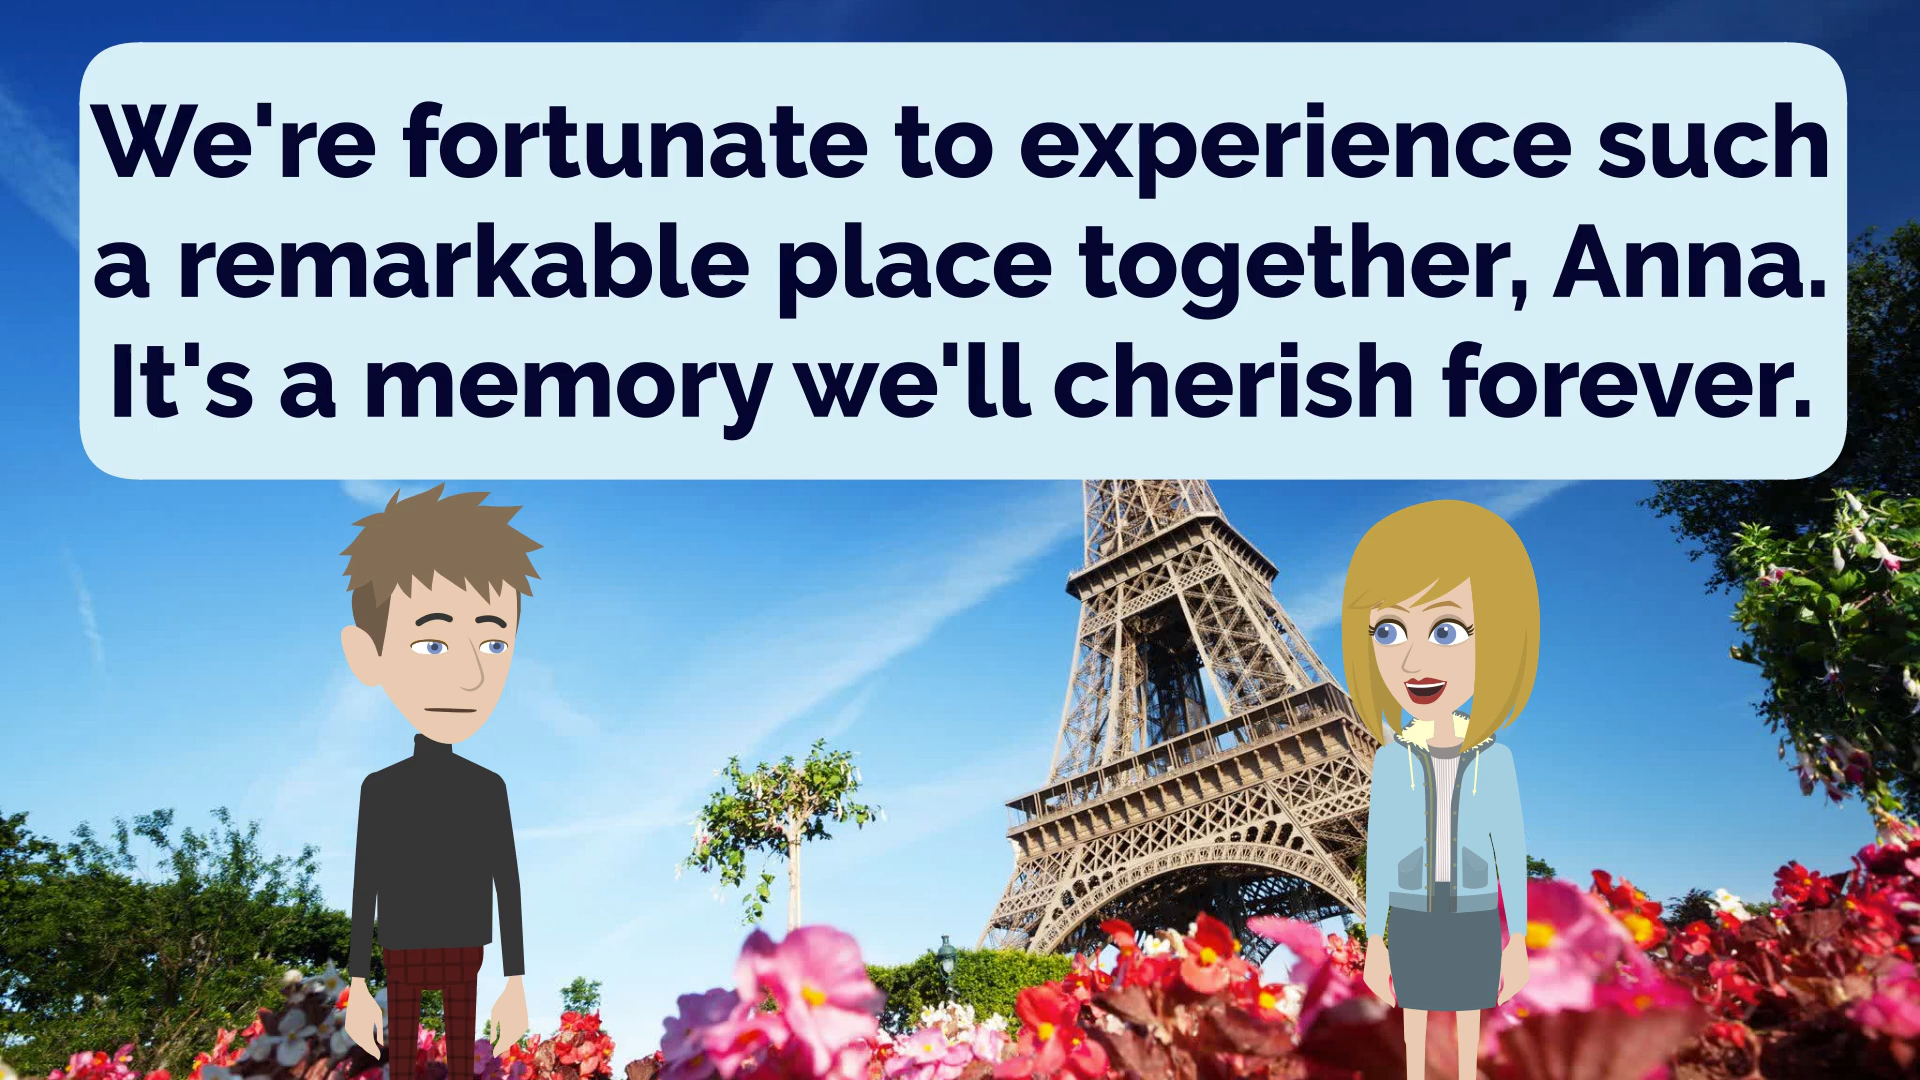 We're fortunate to experience such
a remarkable place together, Anna.
It's a memory we'll cherish forever.